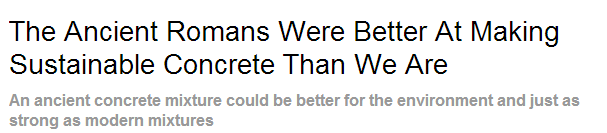 The Ancient Romans Were Better At Making
Sustainable Concrete Than We Are
An ancient concrete mixture could be better for the environment and just as
strong as modern mixtures